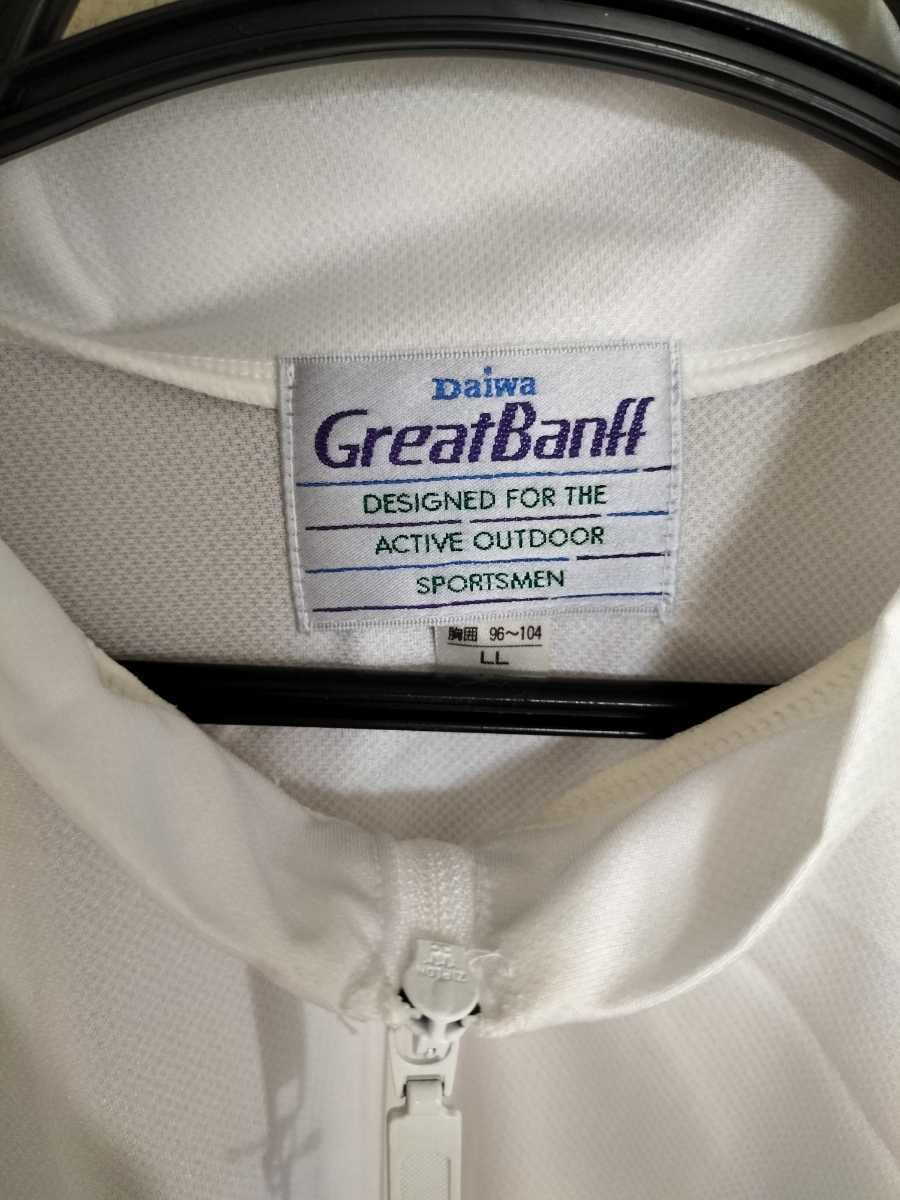 Daiwa
GreatBanff
DESIGNED FOR THE
ACTIVE OUTDOOR
SPORTSMEN
胸囲 96〜104
LL